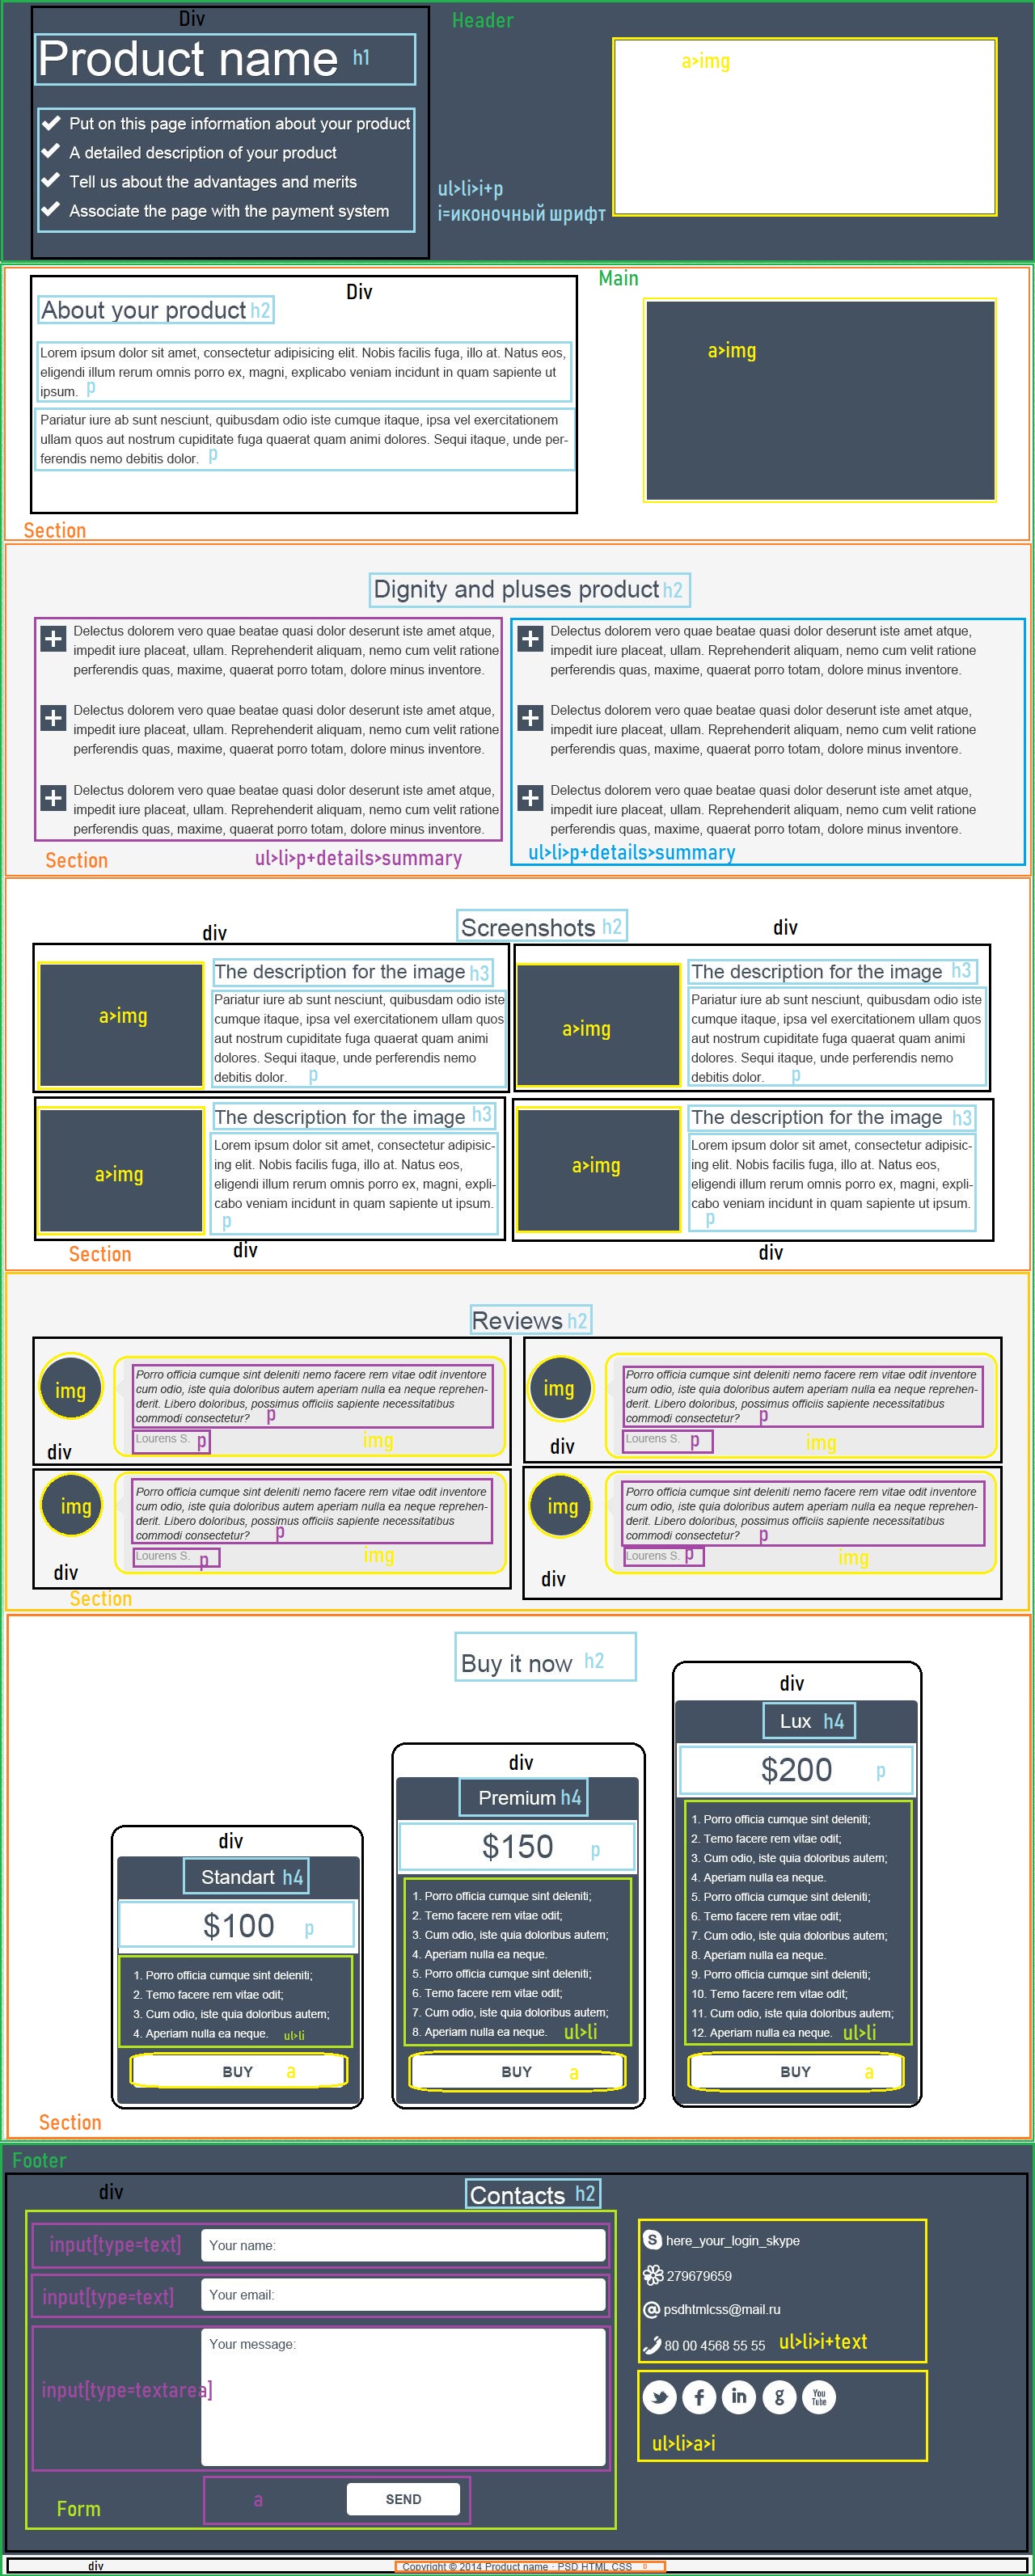 Div
Header
Product name h1
a>img
Put on this page information about your product
A detailed description of your product
Tell us about the advantages and merits
Associate the page with the payment system
ul>li>i+p
i=иконочный шрифт
Main
Div
About your product h2
Lorem ipsum dolor sit amet, consectetur adipisicing elit. Nobis facilis fuga, illo at. Natus eos,
eligendi illum rerum omnis porro ex, magni, explicabo veniam incidunt in quam sapiente ut
ipsum. p
Pariatur iure ab sunt nesciunt, quibusdam odio iste cumque itaque, ipsa vel exercitationem
ullam quos aut nostrum cupiditate fuga quaerat quam animi dolores. Sequi itaque, unde per-
ferendis nemo debitis dolor. p
a>img
Section
Dignity and pluses product h2
Delectus dolorem vero quae beatae quasi dolor deserunt iste amet atque,
impedit iure placeat, ullam. Reprehenderit aliquam, nemo cum velit ratione
perferendis quas, maxime, quaerat porro totam, dolore minus inventore.
Delectus dolorem vero quae beatae quasi dolor deserunt iste amet atque,
impedit iure placeat, ullam. Reprehenderit aliquam, nemo cum velit ratione
perferendis quas, maxime, quaerat porro totam, dolore minus inventore.
Delectus dolorem vero quae beatae quasi dolor deserunt iste amet atque,
impedit iure placeat, ullam. Reprehenderit aliquam, nemo cum velit ratione
perferendis quas, maxime, quaerat porro totam, dolore minus inventore.
Delectus dolorem vero quae beatae quasi dolor deserunt iste amet atque,
impedit iure placeat, ullam. Reprehenderit aliquam, nemo cum velit ratione
perferendis quas, maxime, quaerat porro totam, dolore minus inventore.
Delectus dolorem vero quae beatae quasi dolor deserunt iste amet atque,
impedit iure placeat, ullam. Reprehenderit aliquam, nemo cum velit ratione
perferendis quas, maxime, quaerat porro totam, dolore minus inventore.
Delectus dolorem vero quae beatae quasi dolor deserunt iste amet atque,
impedit iure placeat, ullam. Reprehenderit aliquam, nemo cum velit ratione
perferendis quas, maxime, quaerat porro totam, dolore minus inventore.
Section
ul>li>p+details>summary
ul>li>p+details>summary
Screenshots h2
div
div
a>img
The description for the image h3
Pariatur iure ab sunt nesciunt, quibusdam odio iste
cumque itaque, ipsa vel exercitationem ullam quos
aut nostrum cupiditate fuga quaerat quam animi
dolores. Sequi itaque, unde perferendis nemo
debitis dolor. p
a>img
The description for the image h3
Pariatur iure ab sunt nesciunt, quibusdam odio iste
cumque itaque, ipsa vel exercitationem ullam quos
aut nostrum cupiditate fuga quaerat quam animi
dolores. Sequi itaque, unde perferendis nemo
debitis dolor. p
a>img
The description for the image h3
Lorem ipsum dolor sit amet, consectetur adipisic-
ing elit. Nobis facilis fuga, illo at. Natus eos,
eligendi illum rerum omnis porro ex, magni, expli-
cabo veniam incidunt in quam sapiente ut ipsum.
p
a>img
The description for the image h3
Lorem ipsum dolor sit amet, consectetur adipisic-
ing elit. Nobis facilis fuga, illo at. Natus eos,
eligendi illum rerum omnis porro ex, magni, expli-
cabo veniam incidunt in quam sapiente ut ipsum.
p
Section
div
div
Reviews h2
img
Porro officia cumque sint deleniti nemo facere rem vitae odit inventore
cum odio, iste quia doloribus autem aperiam nulla ea neque reprehen-
derit. Libero doloribus, possimus officiis sapiente necessitatibus
commodi consectetur? p
Lourens S. p
img
div
img
Porro officia cumque sint deleniti nemo facere rem vitae odit inventore
cum odio, iste quia doloribus autem aperiam nulla ea neque reprehen-
derit. Libero doloribus, possimus officiis sapiente necessitatibus
commodi consectetur? p
Lourens S. p
img
div
img
Porro officia cumque sint deleniti nemo facere rem vitae odit inventore
cum odio, iste quia doloribus autem aperiam nulla ea neque reprehen-
derit. Libero doloribus, possimus officiis sapiente necessitatibus
commodi consectetur? p
Lourens S. p
img
div
img
Porro officia cumque sint deleniti nemo facere rem vitae odit inventore
cum odio, iste quia doloribus autem aperiam nulla ea neque reprehen-
derit. Libero doloribus, possimus officiis sapiente necessitatibus
commodi consectetur? p
Lourens S. p
img
div
Section
Buy it now h2
div
Standart h4
$100 p
1. Porro officia cumque sint deleniti;
2. Temo facere rem vitae odit;
3. Cum odio, iste quia doloribus autem;
4. Aperiam nulla ea neque. ul>li
BUY a
div
Premium h4
$150 p
1. Porro officia cumque sint deleniti;
2. Temo facere rem vitae odit;
3. Cum odio, iste quia doloribus autem;
4. Aperiam nulla ea neque.
5. Porro officia cumque sint deleniti;
6. Temo facere rem vitae odit;
7. Cum odio, iste quia doloribus autem;
8. Aperiam nulla ea neque. ul>li
BUY a
div
Lux h4
$200 p
1. Porro officia cumque sint deleniti;
2. Temo facere rem vitae odit;
3. Cum odio, iste quia doloribus autem;
4. Aperiam nulla ea neque.
5. Porro officia cumque sint deleniti;
6. Temo facere rem vitae odit;
7. Cum odio, iste quia doloribus autem;
8. Aperiam nulla ea neque.
9. Porro officia cumque sint deleniti;
10. Temo facere rem vitae odit;
11. Cum odio, iste quia doloribus autem;
12. Aperiam nulla ea neque. ul>li
BUY a
Section
Footer
div
Contacts h2
input[type=text] Your name:
input[type=text] Your email:
Your message:
input[type=textarea]
a SEND
Form
S here_your_login_skype
279679659
@ psdhtmlcss@mail.ru
80 00 4568 55 55 ul>li>i+text
f in g You Tube
ul>li>a>i
div
Copyright © 2014 Product name · PSD HTML CSS